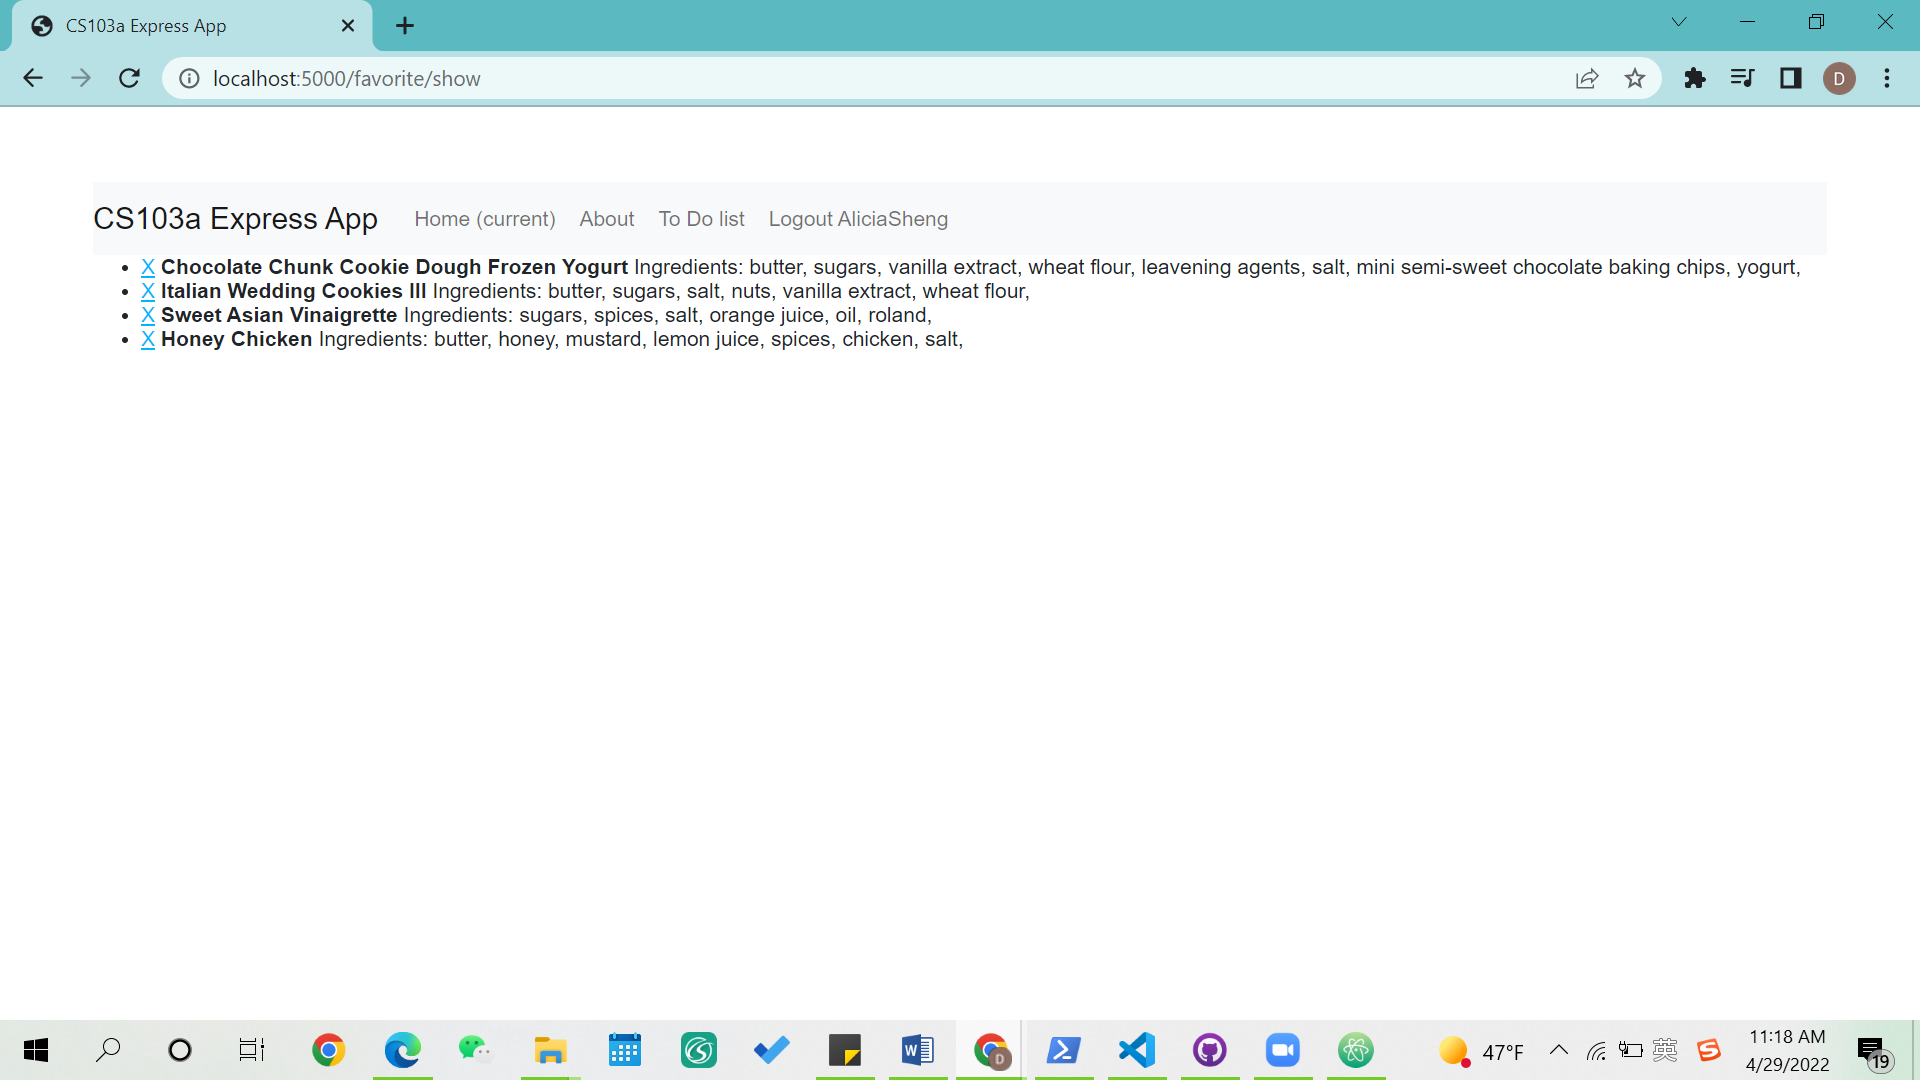 CS103a Express App
localhost:5000/favorite/show
D
CS103a Express App Home (current) About To Do list Logout AliciaSheng
X Chocolate Chunk Cookie Dough Frozen Yogurt Ingredients: butter, sugars, vanilla extract, wheat flour, leavening agents, salt, mini semi-sweet chocolate baking chips, yogurt,
X Italian Wedding Cookies III Ingredients: butter, sugars, salt, nuts, vanilla extract, wheat flour,
X Sweet Asian Vinaigrette Ingredients: sugars, spices, salt, orange juice, oil, roland,
X Honey Chicken Ingredients: butter, honey, mustard, lemon juice, spices, chicken, salt,
W D 47°F 英 S 11:18 AM
4/29/2022 19